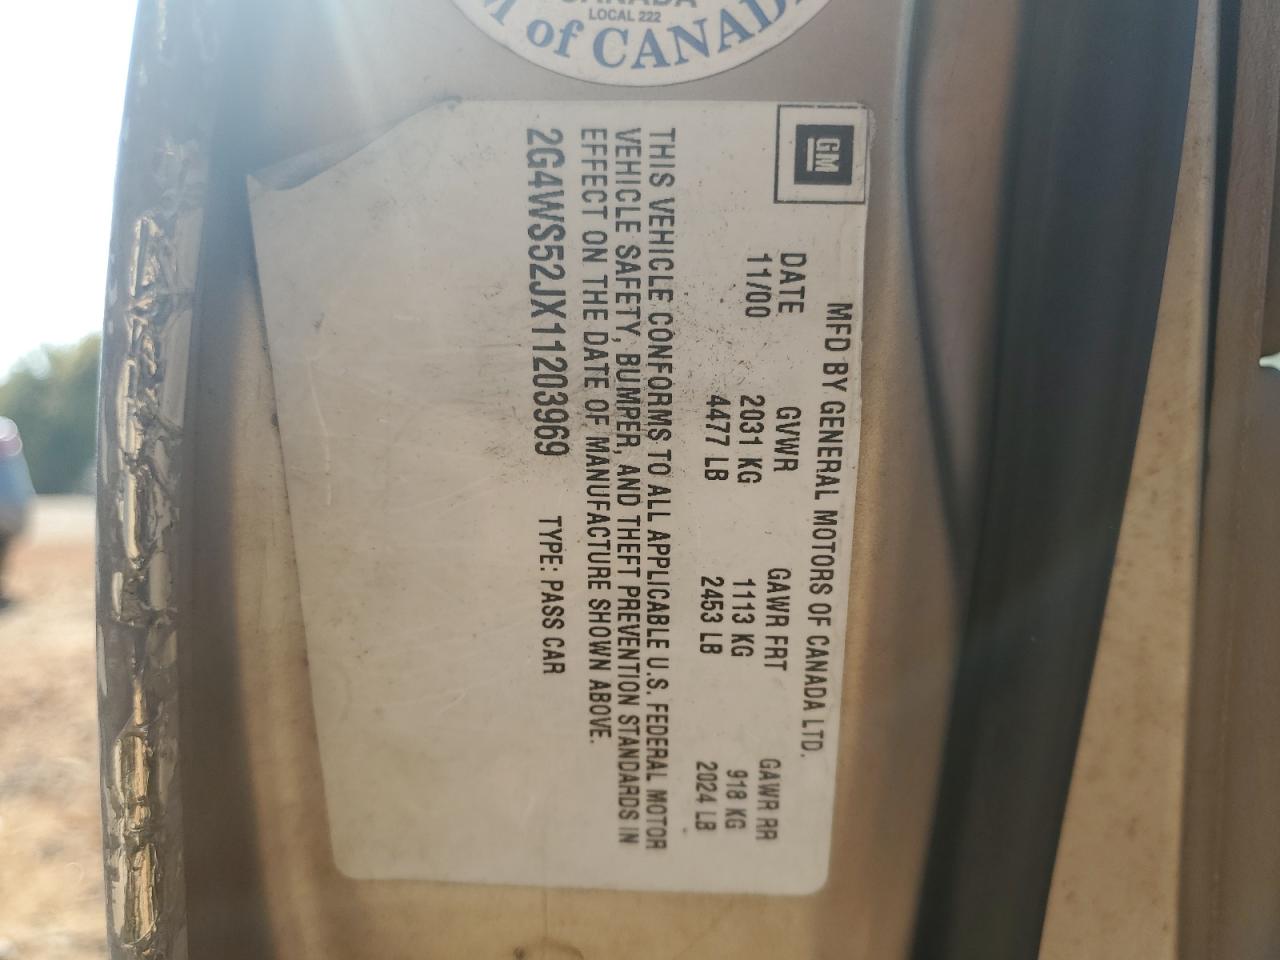 CANADA
LOCAL 222
M of CANADA
GM
MFD BY GENERAL MOTORS OF CANADA LTD.
DATE GVWR GAWR FRT GAWR RR
11/00 2031 KG 1113 KG 918 KG
4477 LB 2453 LB 2024 LB
THIS VEHICLE CONFORMS TO ALL APPLICABLE U.S. FEDERAL MOTOR
VEHICLE SAFETY, BUMPER, AND THEFT PREVENTION STANDARDS IN
EFFECT ON THE DATE OF MANUFACTURE SHOWN ABOVE.
2G4WS52JX11203969 TYPE: PASS CAR